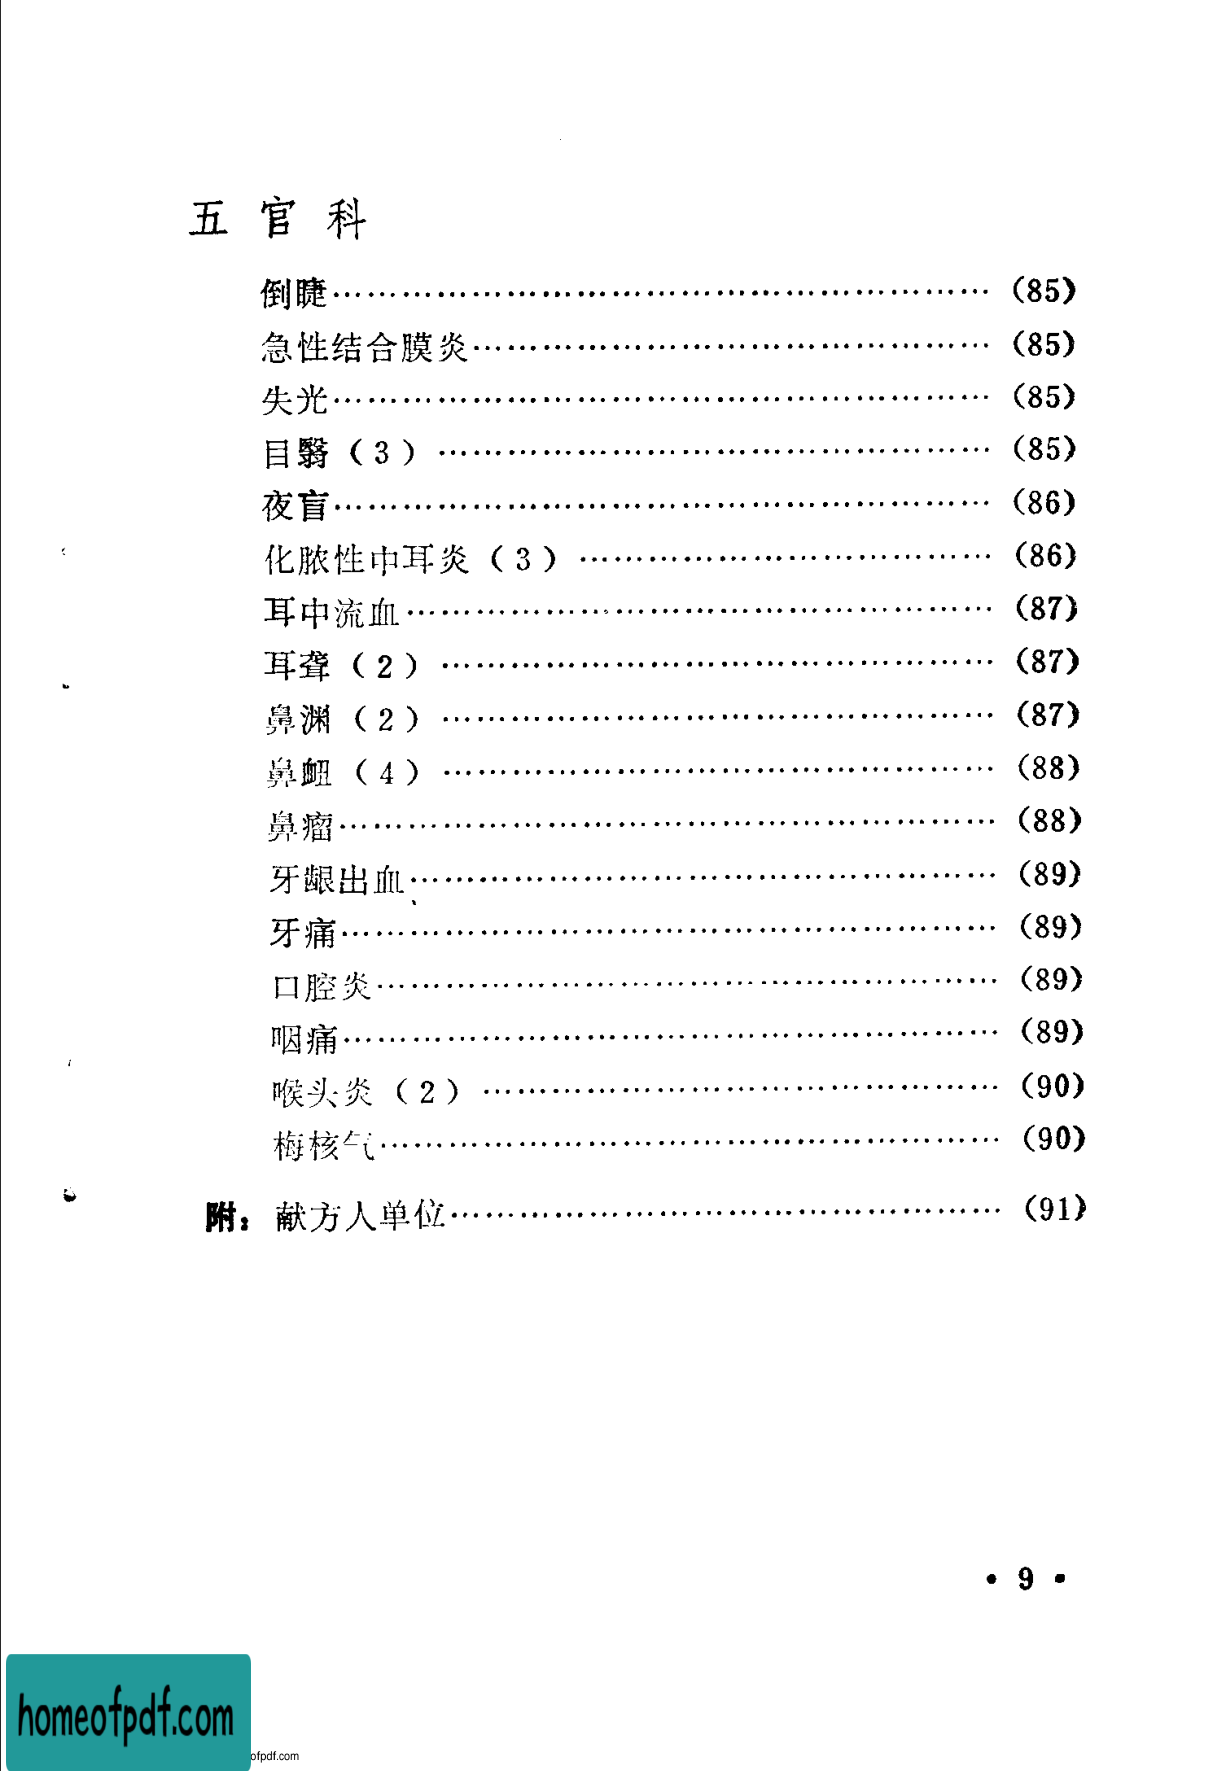 五官科
倒睫…………………………………………………… (85)
急性结合膜炎………………………………………… (85)
失光…………………………………………………… (85)
目翳（3）…………………………………………… (85)
夜盲…………………………………………………… (86)
化脓性中耳炎（3）………………………………… (86)
耳中流血……………………………………………… (87)
耳聋（2）…………………………………………… (87)
鼻渊（2）…………………………………………… (87)
鼻衄（4）…………………………………………… (88)
鼻瘤…………………………………………………… (88)
牙龈出血……………………………………………… (89)
牙痛…………………………………………………… (89)
口腔炎………………………………………………… (89)
咽痛…………………………………………………… (89)
喉头炎（2）………………………………………… (90)
梅核气………………………………………………… (90)
附：献方人单位…………………………………………… (91)
• 9 •
homeofpdf.com
ofpdf.com